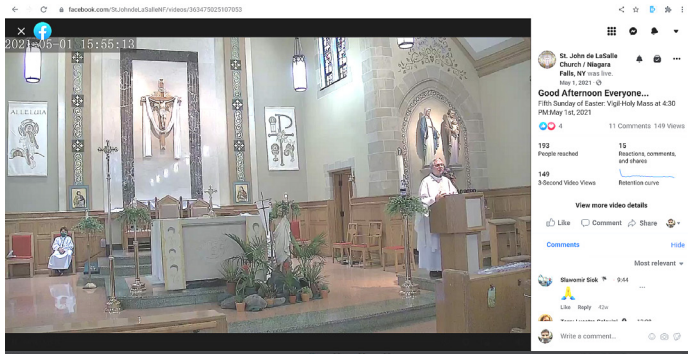 facebook.com/StJohndeLaSalleNF/videos/363475025107053
2021-05-01 15:55:13
ALLELUIA
St. John de LaSalle
Church / Niagara
Falls, NY was live.
May 1, 2021
Good Afternoon Everyone...
Fifth Sunday of Easter: Vigil-Holy Mass at 4:30
PM:May 1st, 2021
4
11 Comments 149 Views
193
People reached
15
Reactions, comments,
and shares
149
3-Second Video Views
Retention curve
View more video details
Like Comment Share
Comments
Hide
Most relevant
Slawomir Siok 9:44
Like Reply 42w
Write a comment...